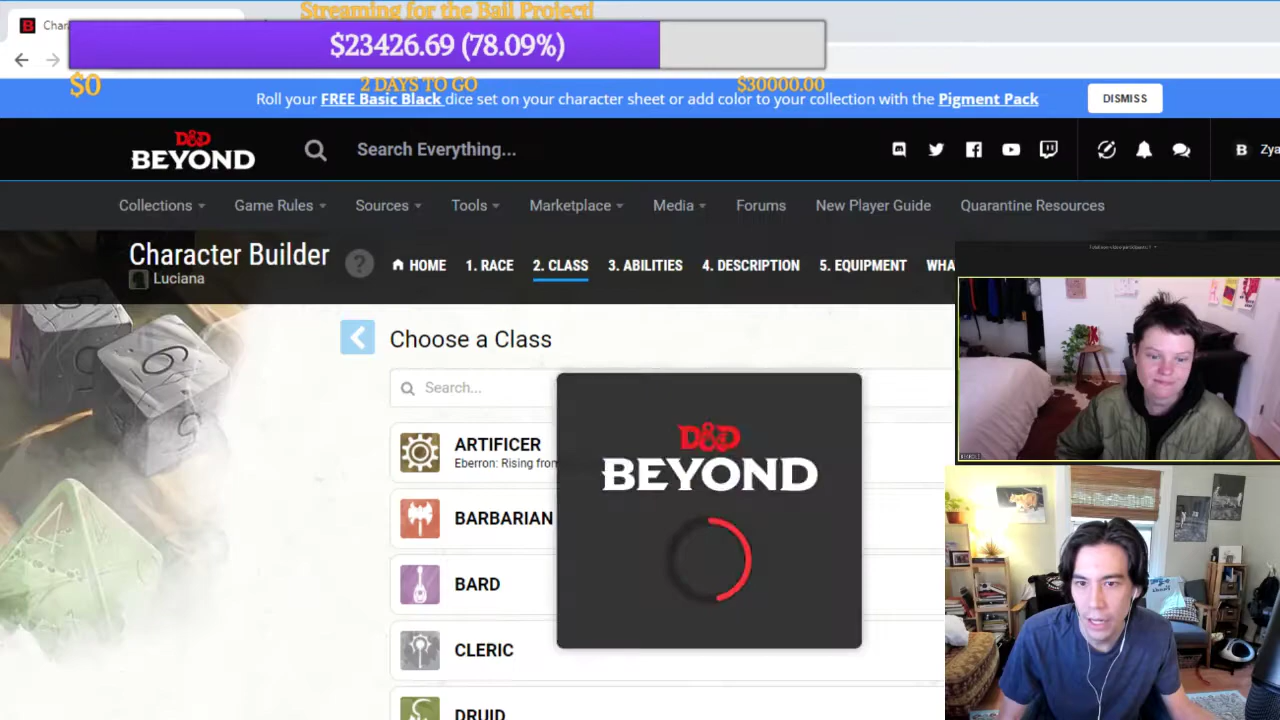 Streaming for the Bail Project!
$23426.69 (78.09%)
$0
2 DAYS TO GO
$30000.00
Roll your FREE Basic Black dice set on your character sheet or add color to your collection with the Pigment Pack
DISMISS
D&D
BEYOND
Search Everything...
B
Zya
Collections
Game Rules
Sources
Tools
Marketplace
Media
Forums
New Player Guide
Quarantine Resources
Character Builder
?
HOME
1. RACE
2. CLASS
3. ABILITIES
4. DESCRIPTION
5. EQUIPMENT
WHA
Luciana
Choose a Class
Search...
ARTIFICER
Eberron: Rising from
BARBARIAN
BARD
CLERIC
DRUID
D&D
BEYOND